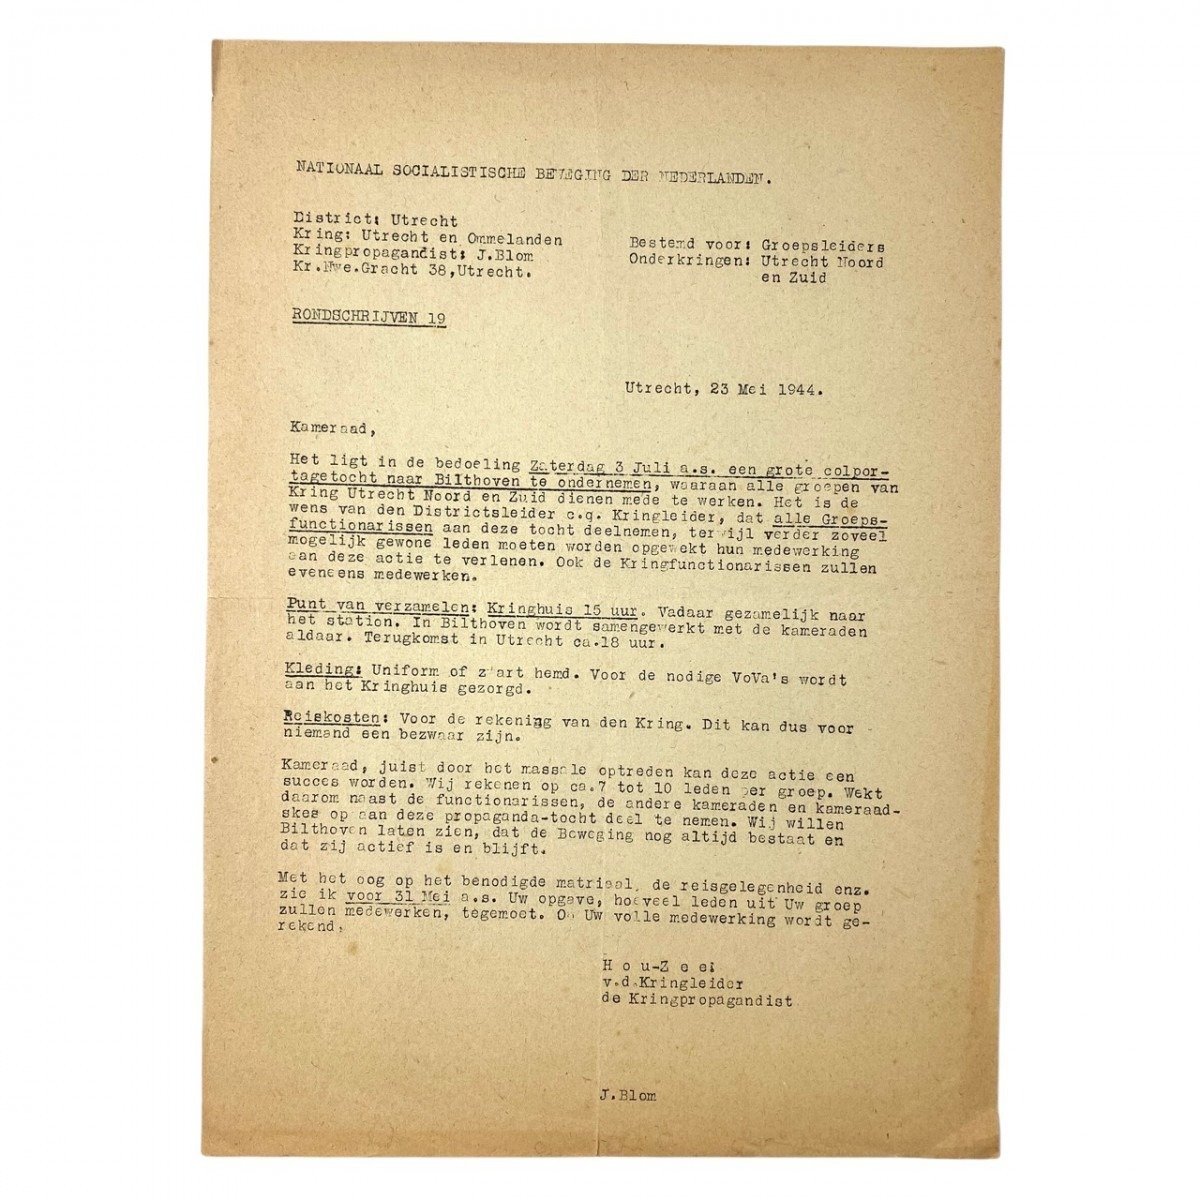 NATIONAAL SOCIALISTISCHE BEWEGING DER NEDERLANDEN.
District: Utrecht
Kring: Utrecht en Ommelanden
Kringpropagandist: J.Blom
Kr.Nwe.Gracht 38,Utrecht.
Bestemd voor: Groepsleiders
Onderkringen: Utrecht Noord
en Zuid
RONDSCHRIJVEN 19
Utrecht, 23 Mei 1944.
Kameraad,
Het ligt in de bedoeling Zaterdag 3 Juli a.s. een grote colpor-
tagetocht naar Bilthoven te ondernemen, waaraan alle groepen van
Kring Utrecht Noord en Zuid dienen mede te werken. Het is de
wens van den Districtsleider c.q. Kringleider, dat alle Groeps-
functionarissen aan deze tocht deelnemen, terwijl verder zoveel
mogelijk gewone leden moeten worden opgewekt hun medewerking
aan deze actie te verlenen. Ook de Kringfunctionarissen zullen
eveneens medewerken.
Punt van verzamelen: Kringhuis 15 uur. Vadaar gezamelijk naar
het station. In Bilthoven wordt samengewerkt met de kameraden
aldaar. Terugkomst in Utrecht ca.18 uur.
Kleding: Uniform of z'art hemd. Voor de nodige VoVa's wordt
aan het Kringhuis gezorgd.
Reiskosten: Voor de rekening van den Kring. Dit kan dus voor
niemand een bezwaar zijn.
Kameraad, juist door het massale optreden kan deze actie een
succes worden. Wij rekenen op ca.7 tot 10 leden per groep. Wekt
daarom naast de functionarissen, de andere kameraden en kameraad-
skes op aan deze propaganda-tocht deel te nemen. Wij willen
Bilthoven laten zien, dat de Beweging nog altijd bestaat en
dat zij actief is en blijft.
Met het oog op het benodigde matriaal, de reisgelegenheid enz.
zie ik voor 31 Mei a.s. Uw opgave, hoeveel leden uit Uw groep
zullen medewerken, tegemoet. Op Uw volle medewerking wordt ge-
rekend.
H o u-Z e e!
v.d.Kringleider
de Kringpropagandist
J.Blom